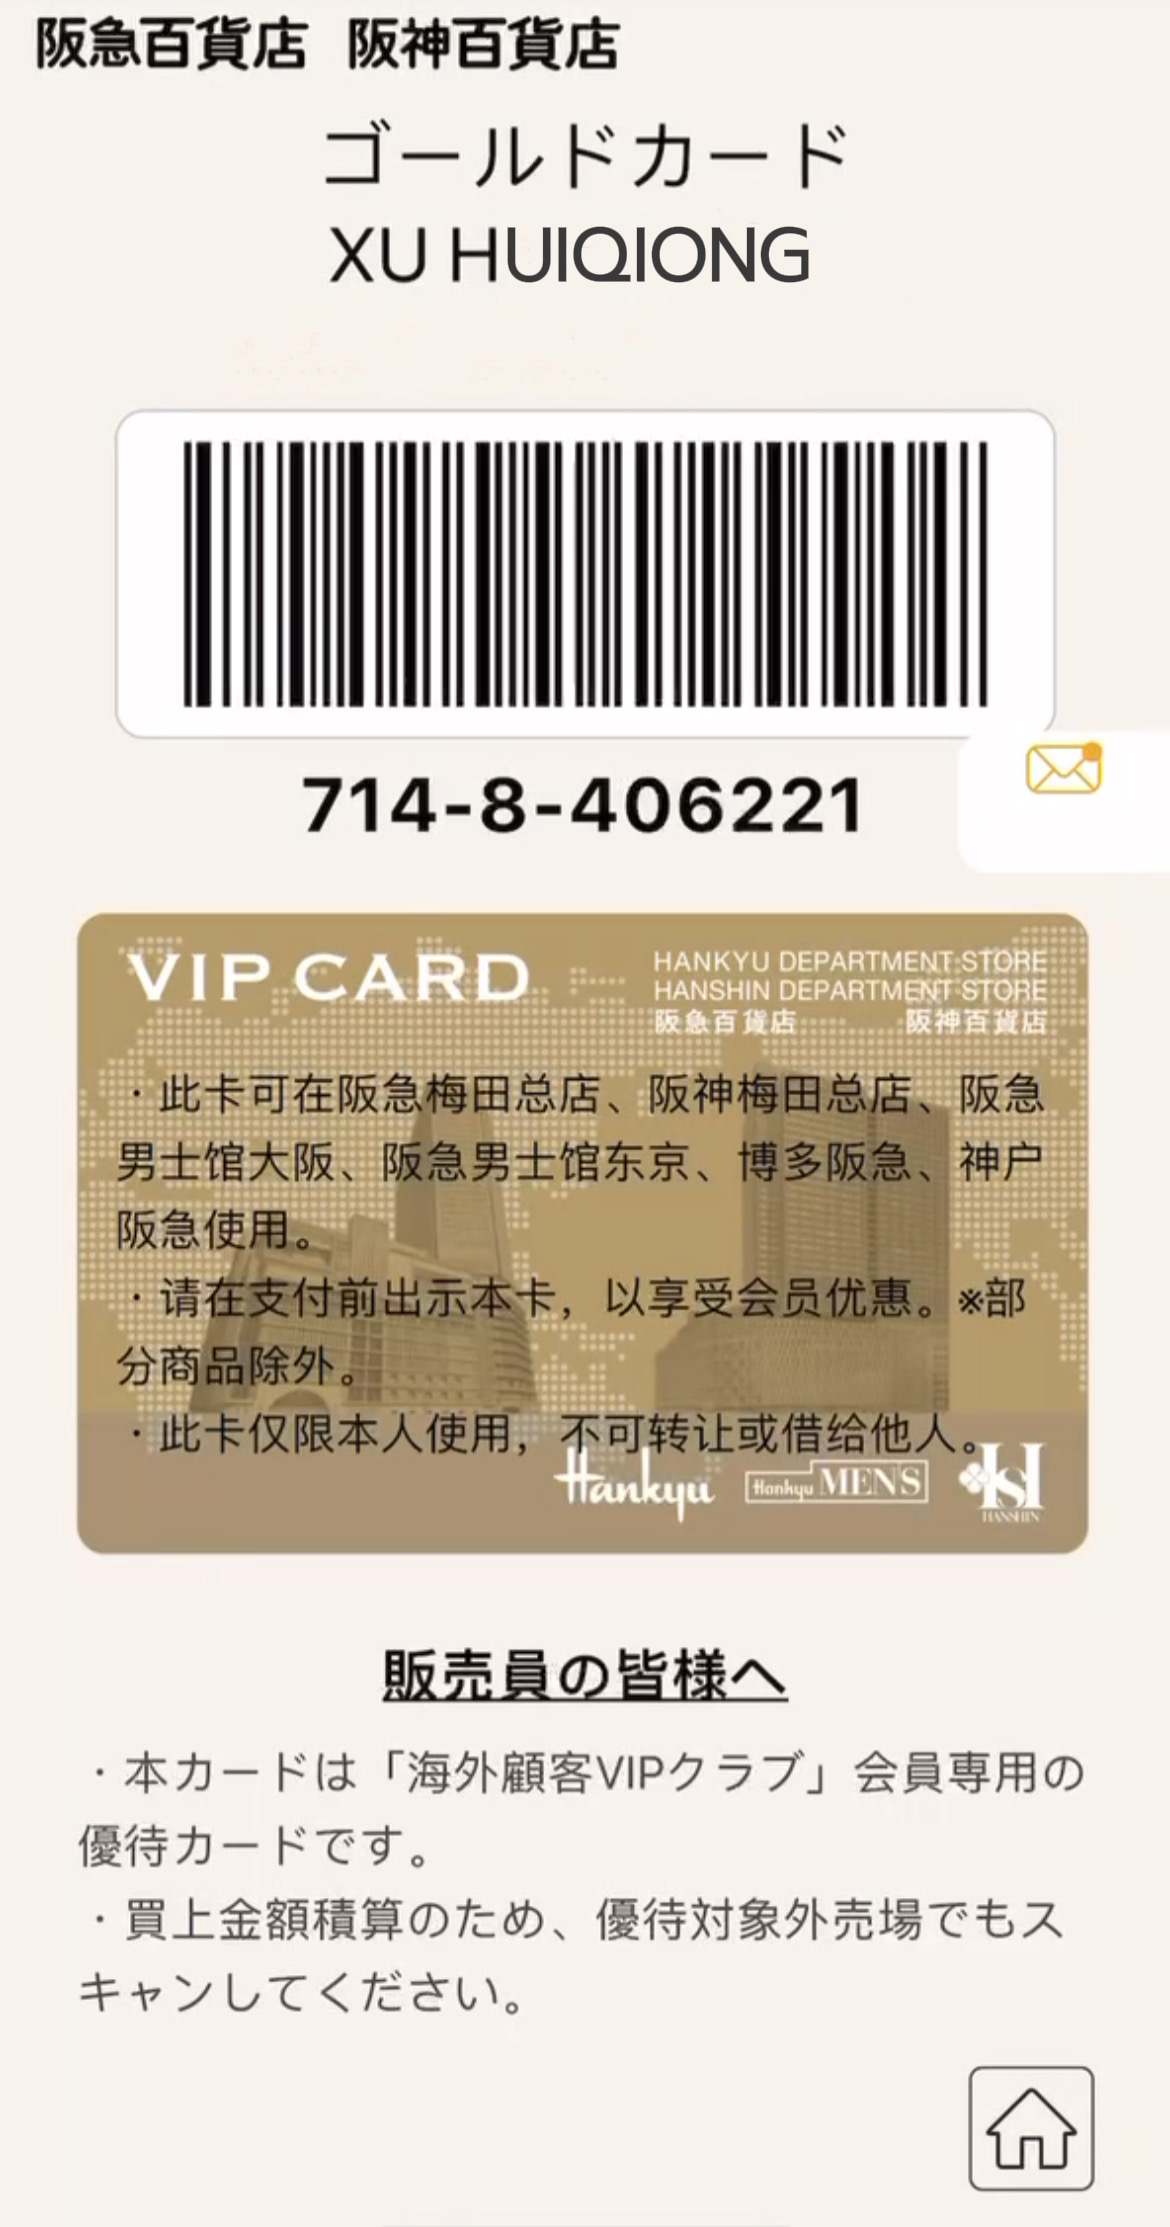 阪急百貨店 阪神百貨店
ゴールドカード
XU HUIQIONG
714-8-406221
VIP CARD
HANKYU DEPARTMENT STORE
HANSHIN DEPARTMENT STORE
阪急百貨店 阪神百貨店
・此卡可在阪急梅田总店、阪神梅田总店、阪急
男士馆大阪、阪急男士馆东京、博多阪急、神户
阪急使用。
・请在支付前出示本卡，以享受会员优惠。※部
分商品除外。
・此卡仅限本人使用，不可转让或借给他人。
Hankyu Hankyu MEN'S HS HANSHIN
販売員の皆様へ
・本カードは「海外顧客VIPクラブ」会員専用の
優待カードです。
・買上金額積算のため、優待対象外売場でもス
キャンしてください。